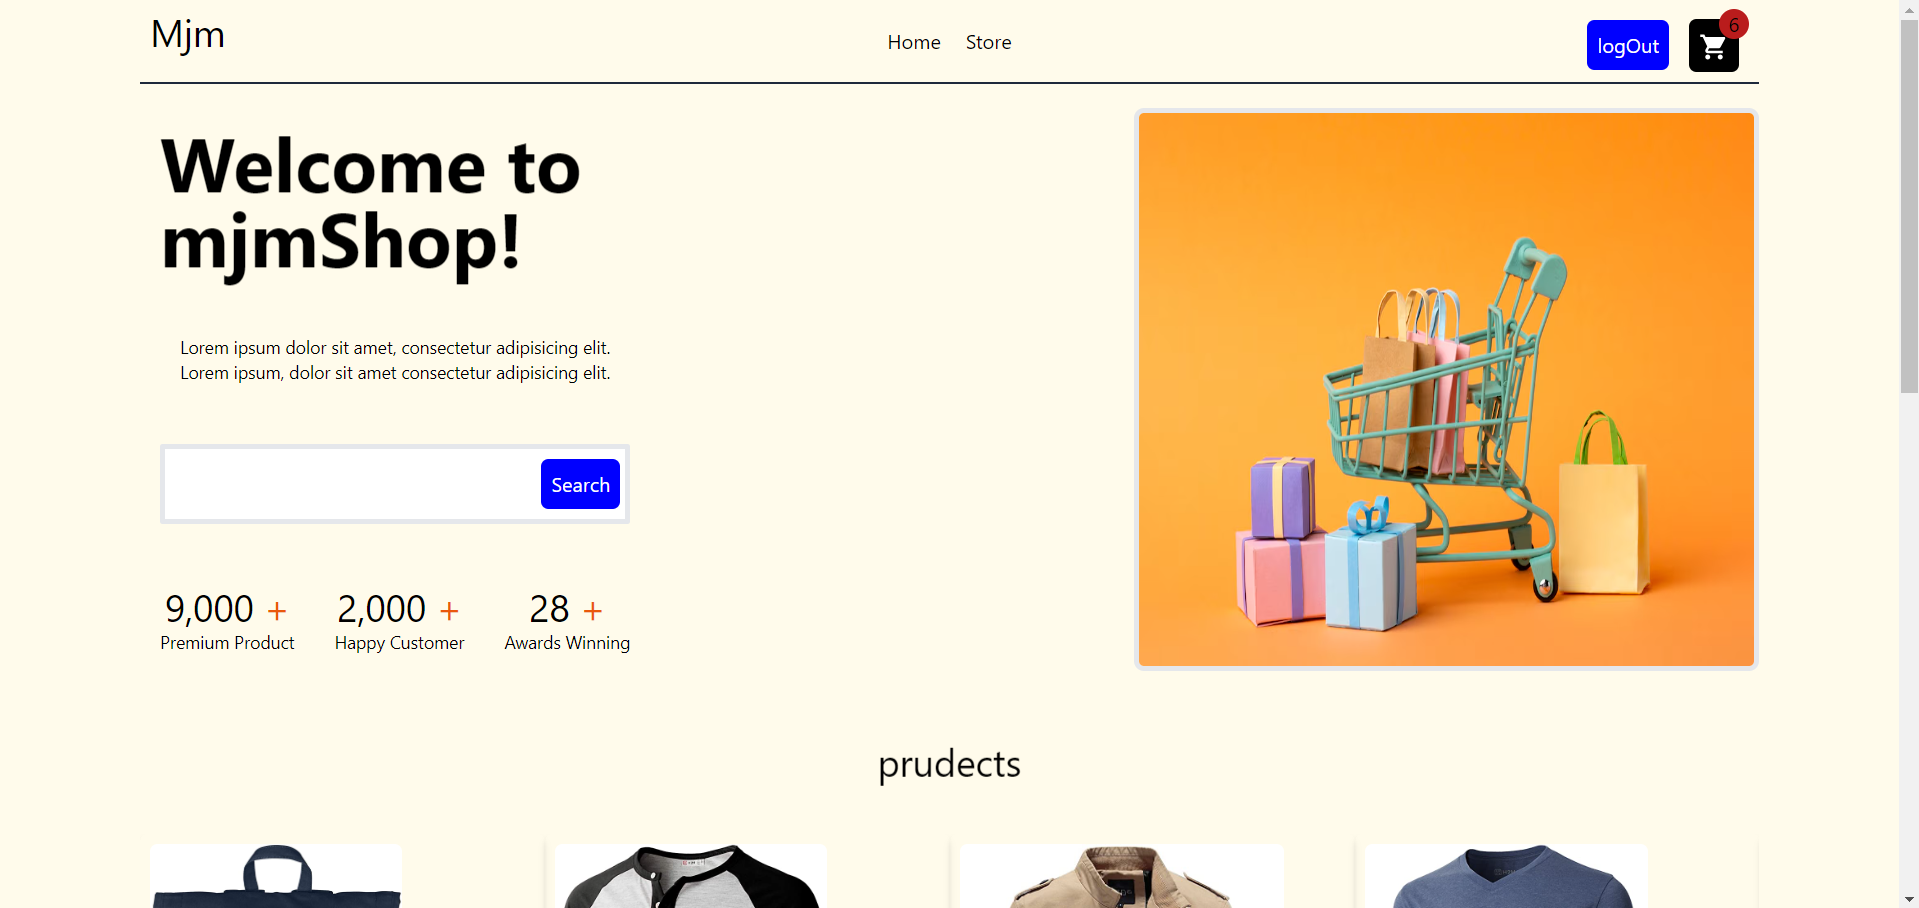 Mjm
Home
Store
logOut
6
Welcome to
mjmShop!
Lorem ipsum dolor sit amet, consectetur adipisicing elit.
Lorem ipsum, dolor sit amet consectetur adipisicing elit.
Search
9,000 +
Premium Product
2,000 +
Happy Customer
28 +
Awards Winning
prudects